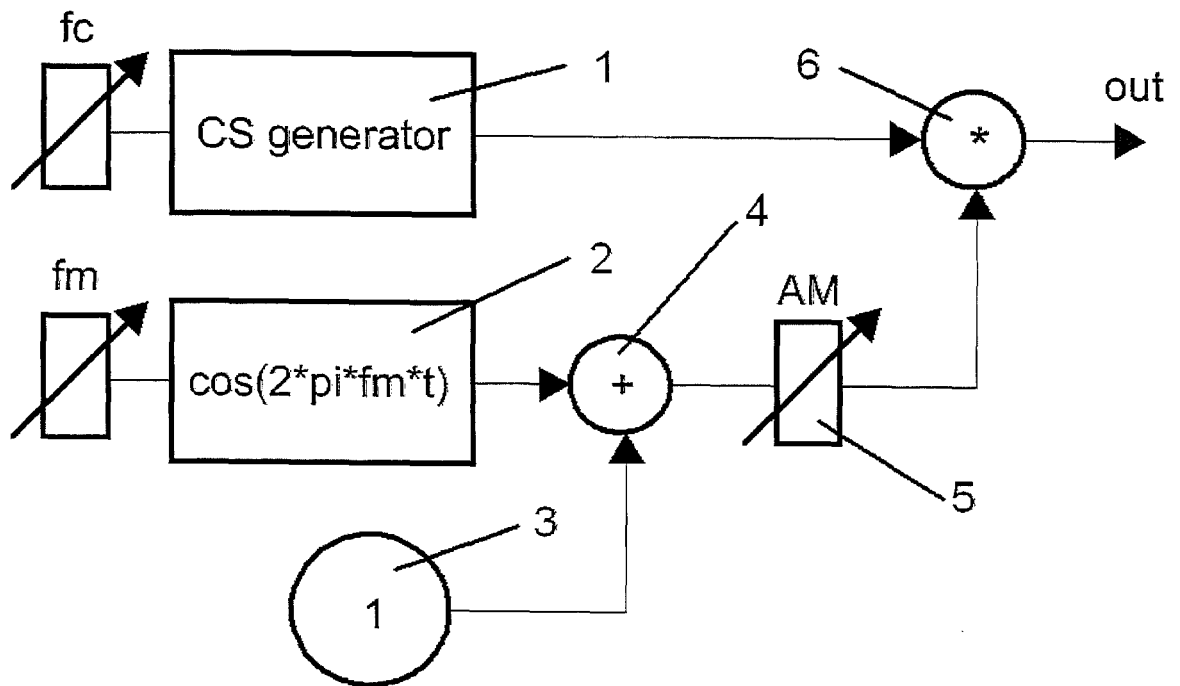 fc
1
CS generator
6
*
out
fm
2
cos(2*pi*fm*t)
4
+
AM
5
3
1